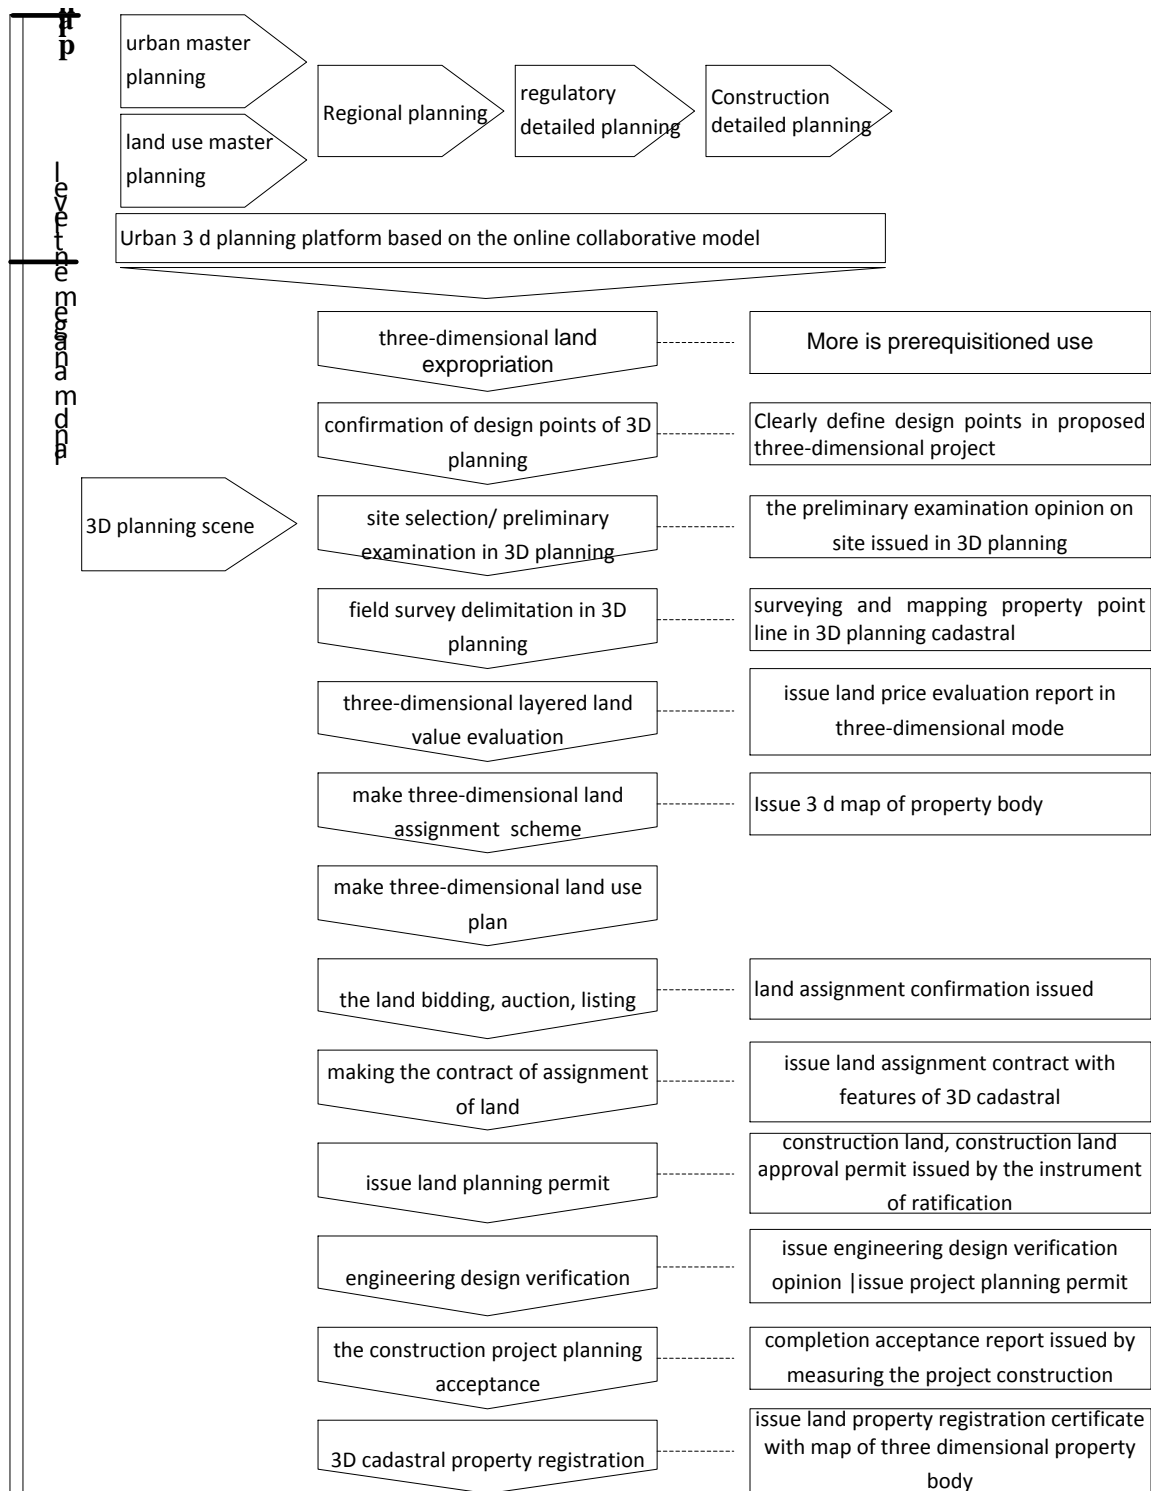 urban master
planning
land use master
planning
Regional planning
regulatory
detailed planning
Construction
detailed planning
Urban 3 d planning platform based on the online collaborative model
land management level
three-dimensional land
expropriation
More is prerequisitioned use
confirmation of design points of 3D
planning
Clearly define design points in proposed
three-dimensional project
3D planning scene
site selection/ preliminary
examination in 3D planning
the preliminary examination opinion on
site issued in 3D planning
field survey delimitation in 3D
planning
surveying and mapping property point
line in 3D planning cadastral
three-dimensional layered land
value evaluation
issue land price evaluation report in
three-dimensional mode
make three-dimensional land
assignment scheme
Issue 3 d map of property body
make three-dimensional land use
plan
the land bidding, auction, listing
land assignment confirmation issued
making the contract of assignment
of land
issue land assignment contract with
features of 3D cadastral
issue land planning permit
construction land, construction land
approval permit issued by the instrument
of ratification
engineering design verification
issue engineering design verification
opinion |issue project planning permit
the construction project planning
acceptance
completion acceptance report issued by
measuring the project construction
3D cadastral property registration
issue land property registration certificate
with map of three dimensional property
body